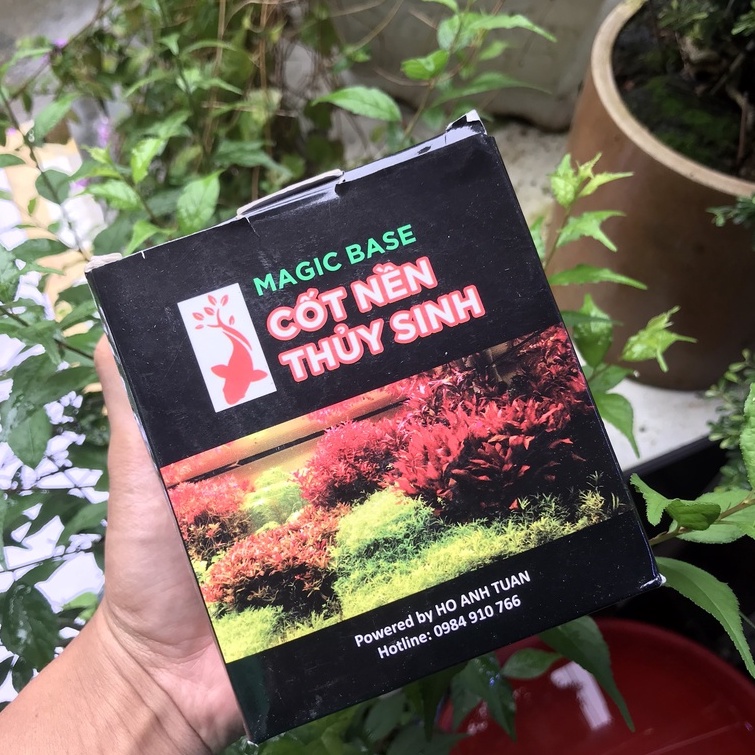 MAGIC BASE
CỐT NỀN
THỦY SINH
Powered by HO ANH TUAN
Hotline: 0984 910 766